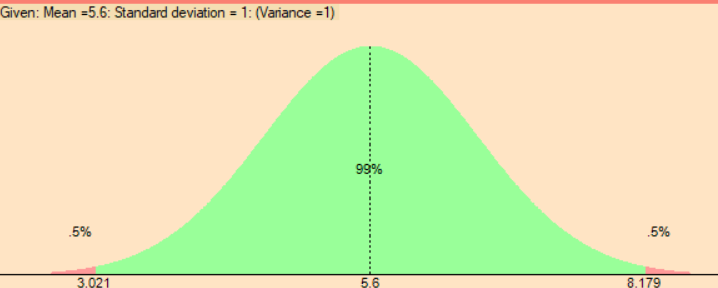 Given: Mean =5.6: Standard deviation = 1: (Variance =1)
99%
.5% .5%
3.021 5.6 8.179